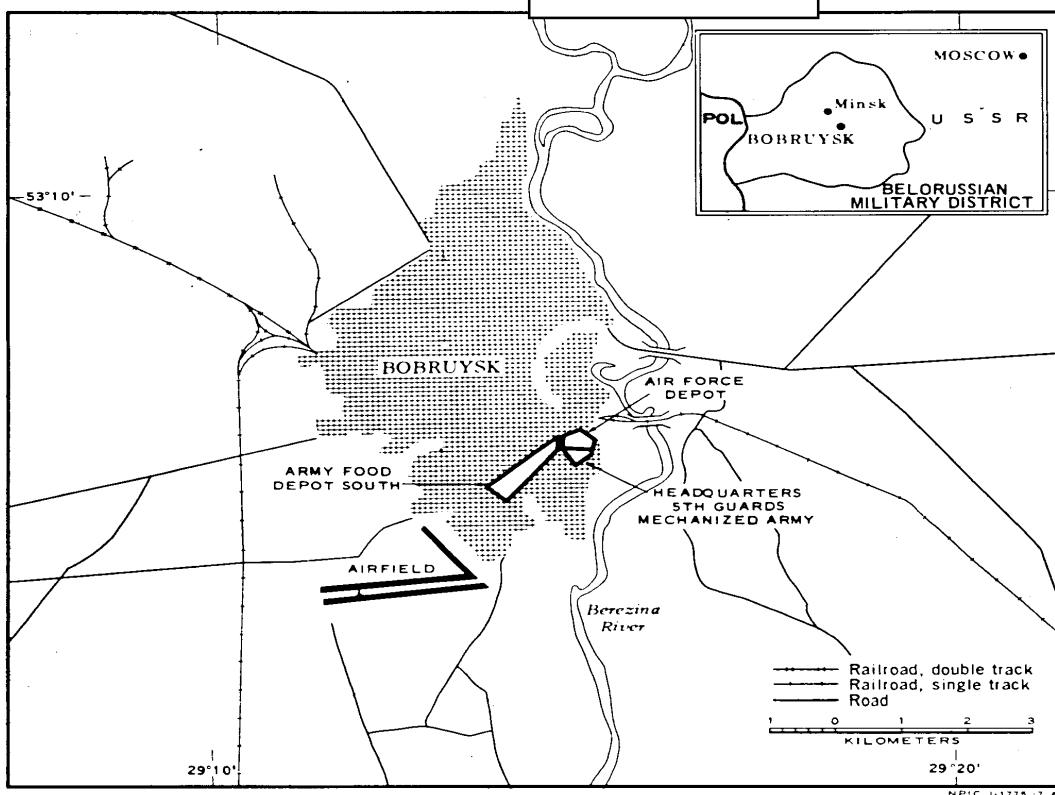 MOSCOW
Minsk
POL
U S S R
BOBRUYSK
BELORUSSIAN
MILITARY DISTRICT
53°10'
BOBRUYSK
AIR FORCE
DEPOT
ARMY FOOD
DEPOT SOUTH
HEADQUARTERS
5TH GUARDS
MECHANIZED ARMY
AIRFIELD
Berezina
River
Railroad, double track
Railroad, single track
Road
1 0 1 2 3
KILOMETERS
29°10'
29°20'
NPIC